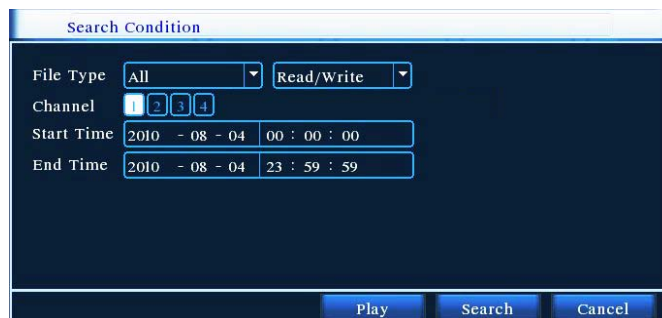 Search Condition
File Type All Read/Write
Channel 1 2 3 4
Start Time 2010 - 08 - 04 00 : 00 : 00
End Time 2010 - 08 - 04 23 : 59 : 59
Play Search Cancel